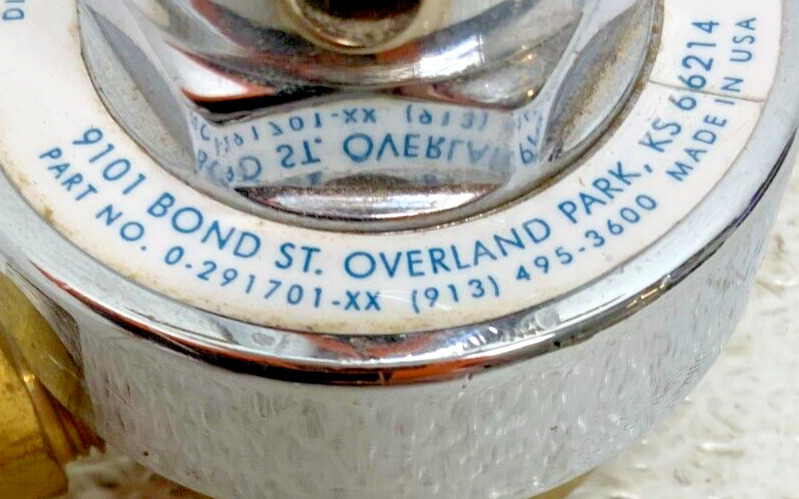 9101 BOND ST. OVERLAND PARK, KS 66214
PART NO. 0-291701-XX (913) 495-3600 MADE IN USA